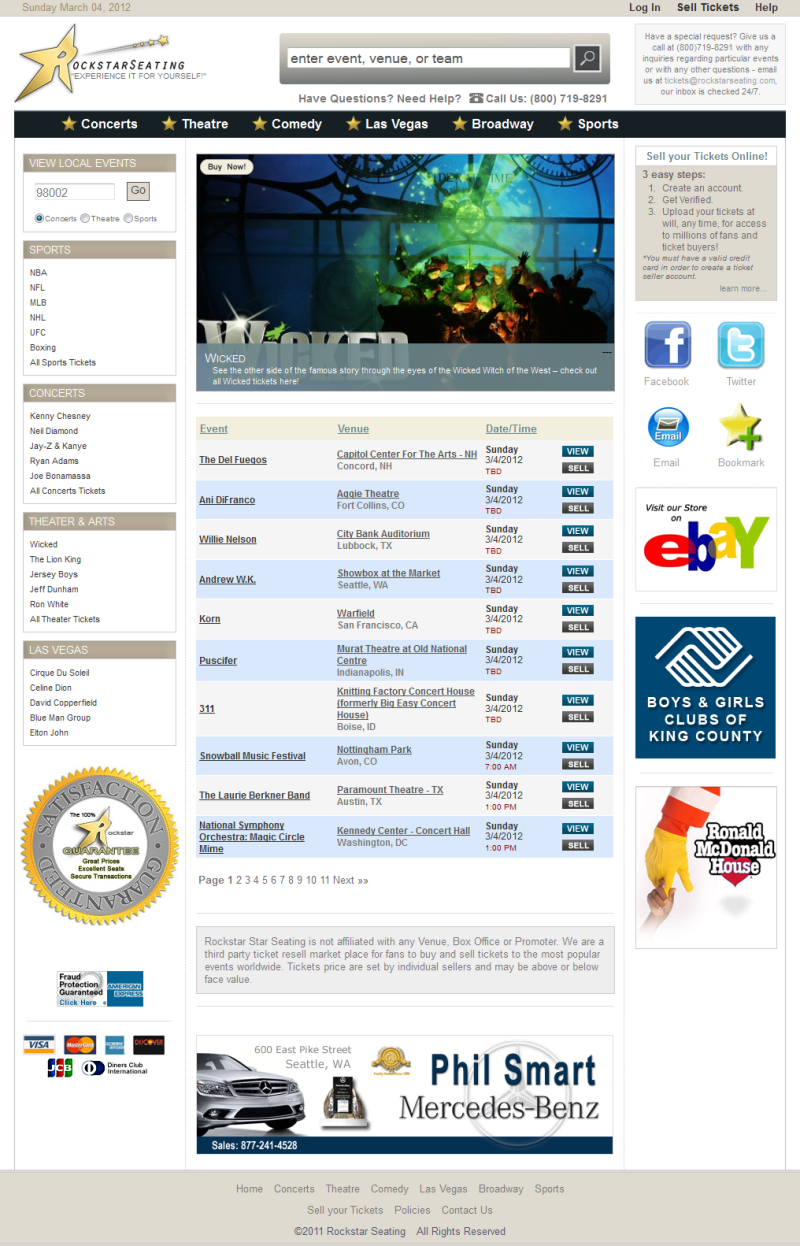 Sunday March 04, 2012
Log In Sell Tickets Help
RockstarSeating
"EXPERIENCE IT FOR YOURSELF!"
enter event, venue, or team
Have Questions? Need Help? Call Us: (800) 719-8291
Have a special request? Give us a
call at (800)719-8291 with any
inquiries regarding particular events
or with any other questions - email
us at tickets@rockstarseating.com,
our inbox is checked 24/7.
Concerts Theatre Comedy Las Vegas Broadway Sports
VIEW LOCAL EVENTS
98002 Go
Concerts Theatre Sports
SPORTS
NBA
NFL
MLB
NHL
UFC
Boxing
All Sports Tickets
CONCERTS
Kenny Chesney
Neil Diamond
Jay-Z & Kanye
Ryan Adams
Joe Bonamassa
All Concerts Tickets
THEATER & ARTS
Wicked
The Lion King
Jersey Boys
Jeff Dunham
Ron White
All Theater Tickets
LAS VEGAS
Cirque Du Soleil
Celine Dion
David Copperfield
Blue Man Group
Elton John
SATISFACTION
GUARANTEED
GUARANTEE
The 100%
Rockstar
GUARANTEE
Great Prices
Excellent Seats
Secure Transactions
Fraud
Protection
Guaranteed
Click Here
AMERICAN
EXPRESS
VISA MasterCard DISCOVER
JCB Diners Club
International
Buy Now!
WICKED
WICKED
See the other side of the famous story through the eyes of the Wicked Witch of the West – check out
all Wicked tickets here!
Event Venue Date/Time
The Del Fuegos
Capitol Center For The Arts - NH
Concord, NH
Sunday
3/4/2012
TBD
VIEW
SELL
Ani DiFranco
Aggie Theatre
Fort Collins, CO
Sunday
3/4/2012
TBD
VIEW
SELL
Willie Nelson
City Bank Auditorium
Lubbock, TX
Sunday
3/4/2012
TBD
VIEW
SELL
Andrew W.K.
Showbox at the Market
Seattle, WA
Sunday
3/4/2012
TBD
VIEW
SELL
Korn
Warfield
San Francisco, CA
Sunday
3/4/2012
TBD
VIEW
SELL
Puscifer
Murat Theatre at Old National
Centre
Indianapolis, IN
Sunday
3/4/2012
TBD
VIEW
SELL
311
Knitting Factory Concert House
(formerly Big Easy Concert
House)
Boise, ID
Sunday
3/4/2012
TBD
VIEW
SELL
Snowball Music Festival
Nottingham Park
Avon, CO
Sunday
3/4/2012
7:00 AM
VIEW
SELL
The Laurie Berkner Band
Paramount Theatre - TX
Austin, TX
Sunday
3/4/2012
1:00 PM
VIEW
SELL
National Symphony
Orchestra: Magic Circle
Mime
Kennedy Center - Concert Hall
Washington, DC
Sunday
3/4/2012
1:00 PM
VIEW
SELL
Page 1 2 3 4 5 6 7 8 9 10 11 Next »»
Rockstar Star Seating is not affiliated with any Venue, Box Office or Promoter. We are a
third party ticket resell market place for fans to buy and sell tickets to the most popular
events worldwide. Tickets price are set by individual sellers and may be above or below
face value.
600 East Pike Street
Seattle, WA
Phil Smart
Mercedes-Benz
Sales: 877-241-4528
Sell your Tickets Online!
3 easy steps:
1. Create an account.
2. Get Verified.
3. Upload your tickets at
will, any time, for access
to millions of fans and
ticket buyers!
*You must have a valid credit
card in order to create a ticket
seller account.
learn more...
Facebook Twitter
Email
Email Bookmark
Visit our Store
on
ebay
BOYS & GIRLS
CLUBS OF
KING COUNTY
Ronald
McDonald
House
Home Concerts Theatre Comedy Las Vegas Broadway Sports
Sell your Tickets Policies Contact Us
©2011 Rockstar Seating All Rights Reserved